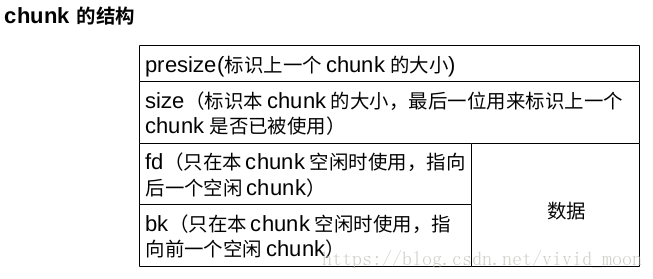 chunk 的结构
presize(标识上一个 chunk 的大小)
size（标识本 chunk 的大小，最后一位用来标识上一个
chunk 是否已被使用）
fd（只在本 chunk 空闲时使用，指向
后一个空闲 chunk）
bk（只在本 chunk 空闲时使用，指
向前一个空闲 chunk）
数据
https://blog.csdn.net/vivid_moon